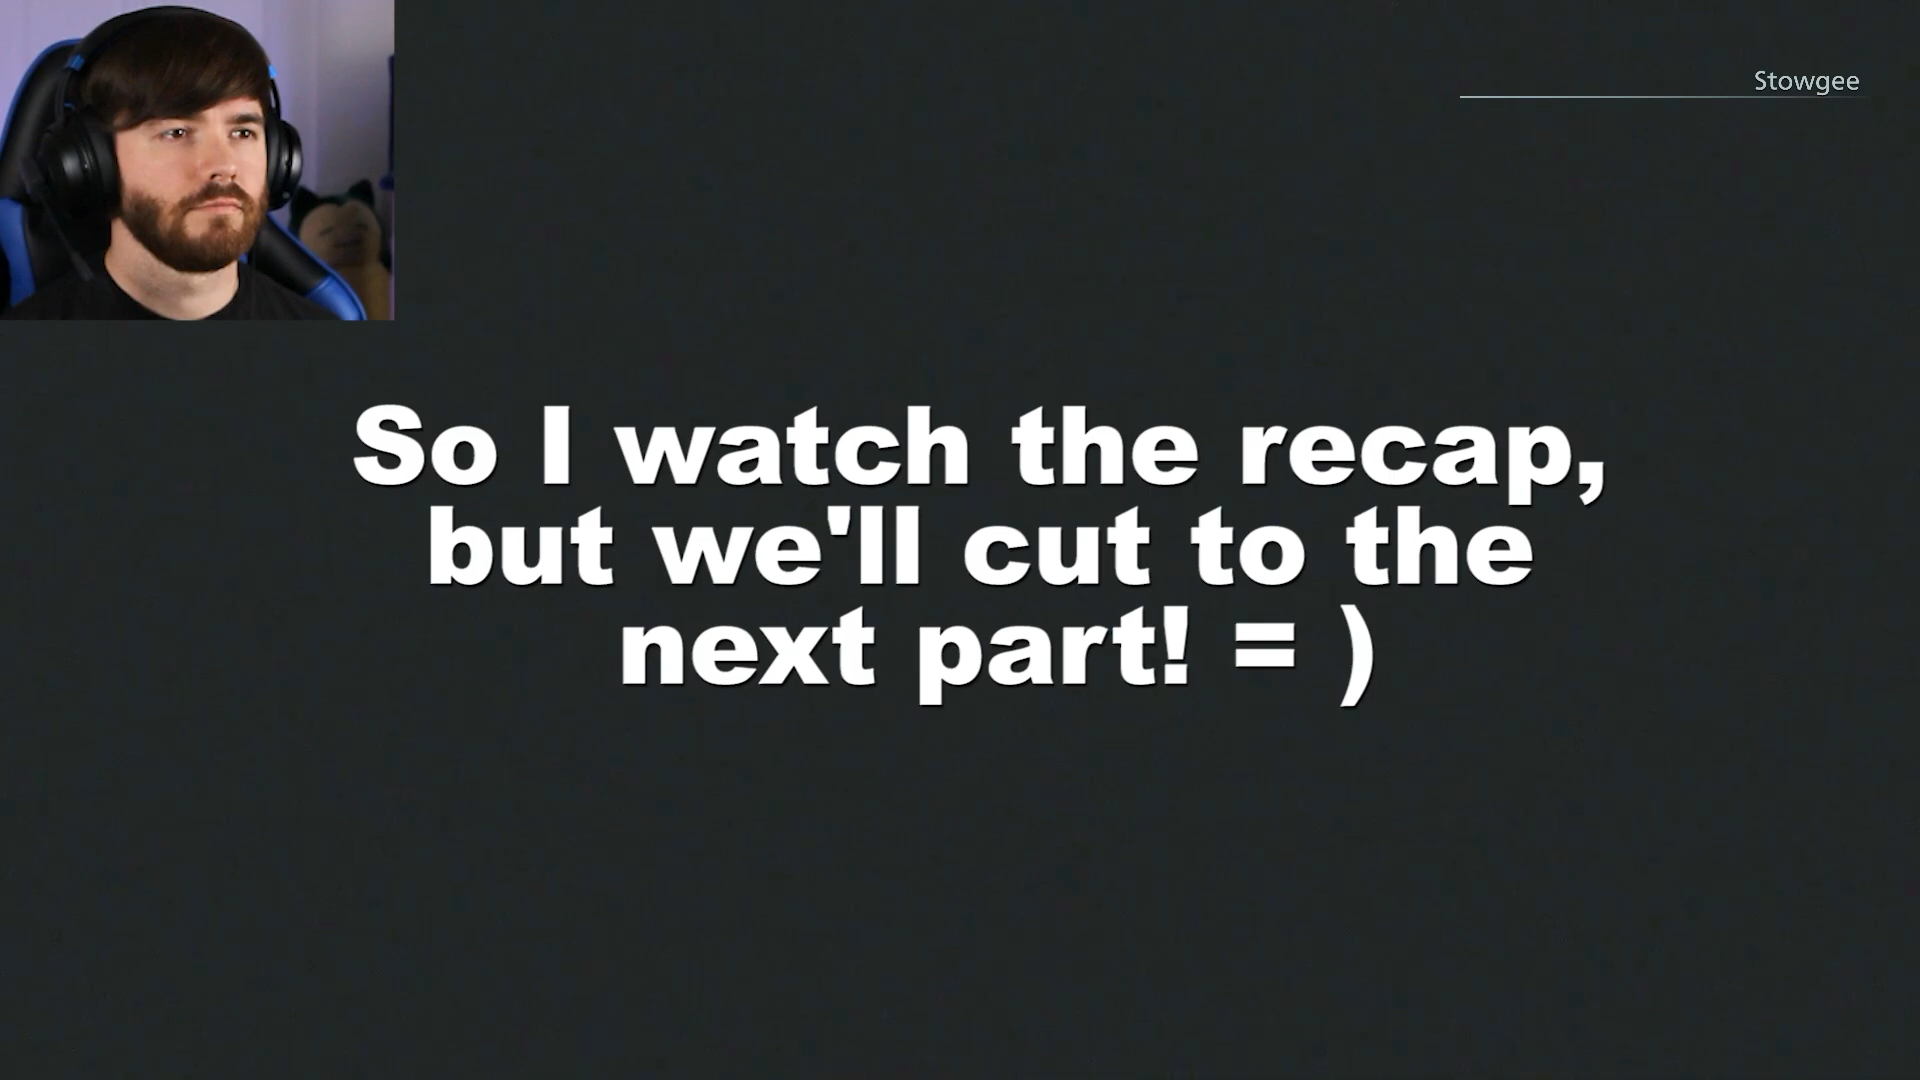 Stowgee
So I watch the recap,
but we'll cut to the
next part! = )